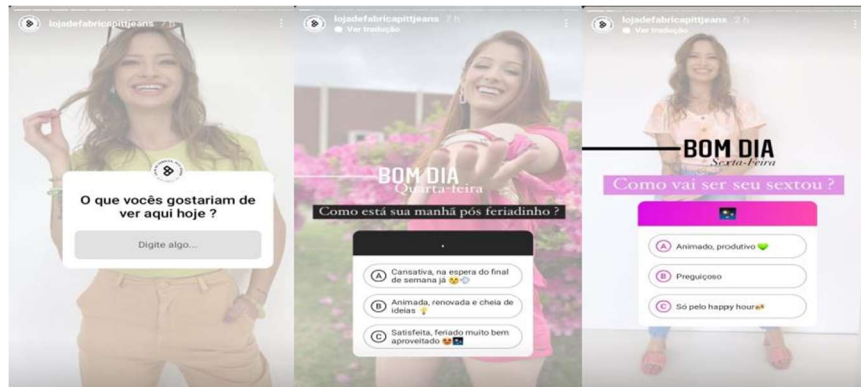 lojadefabricapittjeans 7 h
O que vocês gostariam de
ver aqui hoje ?
Digite algo...
lojadefabricapittjeans 7 h
Ver tradução
BOM DIA
Quarta-feira
Como está sua manhã pós feriadinho ?
A Cansativa, na espera do final
de semana já
B Animada, renovada e cheia de
ideias
C Satisfeita, feriado muito bem
aproveitado
lojadefabricapittjeans
Ver tradução
BOM DIA
Sexta-Feira
Como vai ser seu sextou ?
A Animado, produtivo
B Preguiçoso
C Só pelo happy hour